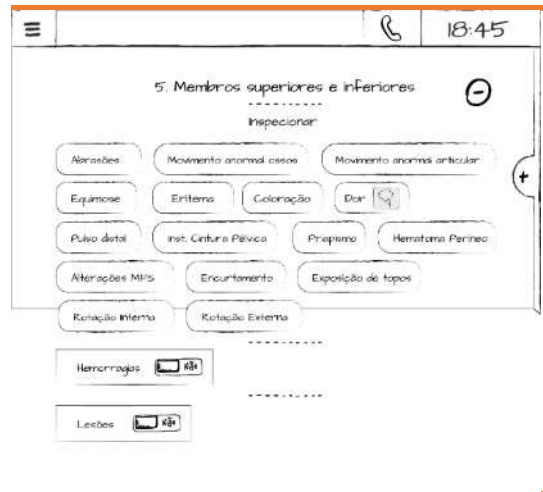 18:45
5. Membros superiores e inferiores
Inspecionar
Abrasões Movimento anormal ossos Movimento anormal articular
Equimose Eritema Coloração Dor
Pulso distal Inst. Cintura Pélvica Priapismo Hematoma Períneo
Alterações MPS Encurtamento Exposição de topos
Rotação Interna Rotação Externa
Hemorragias Não
Lesões Não